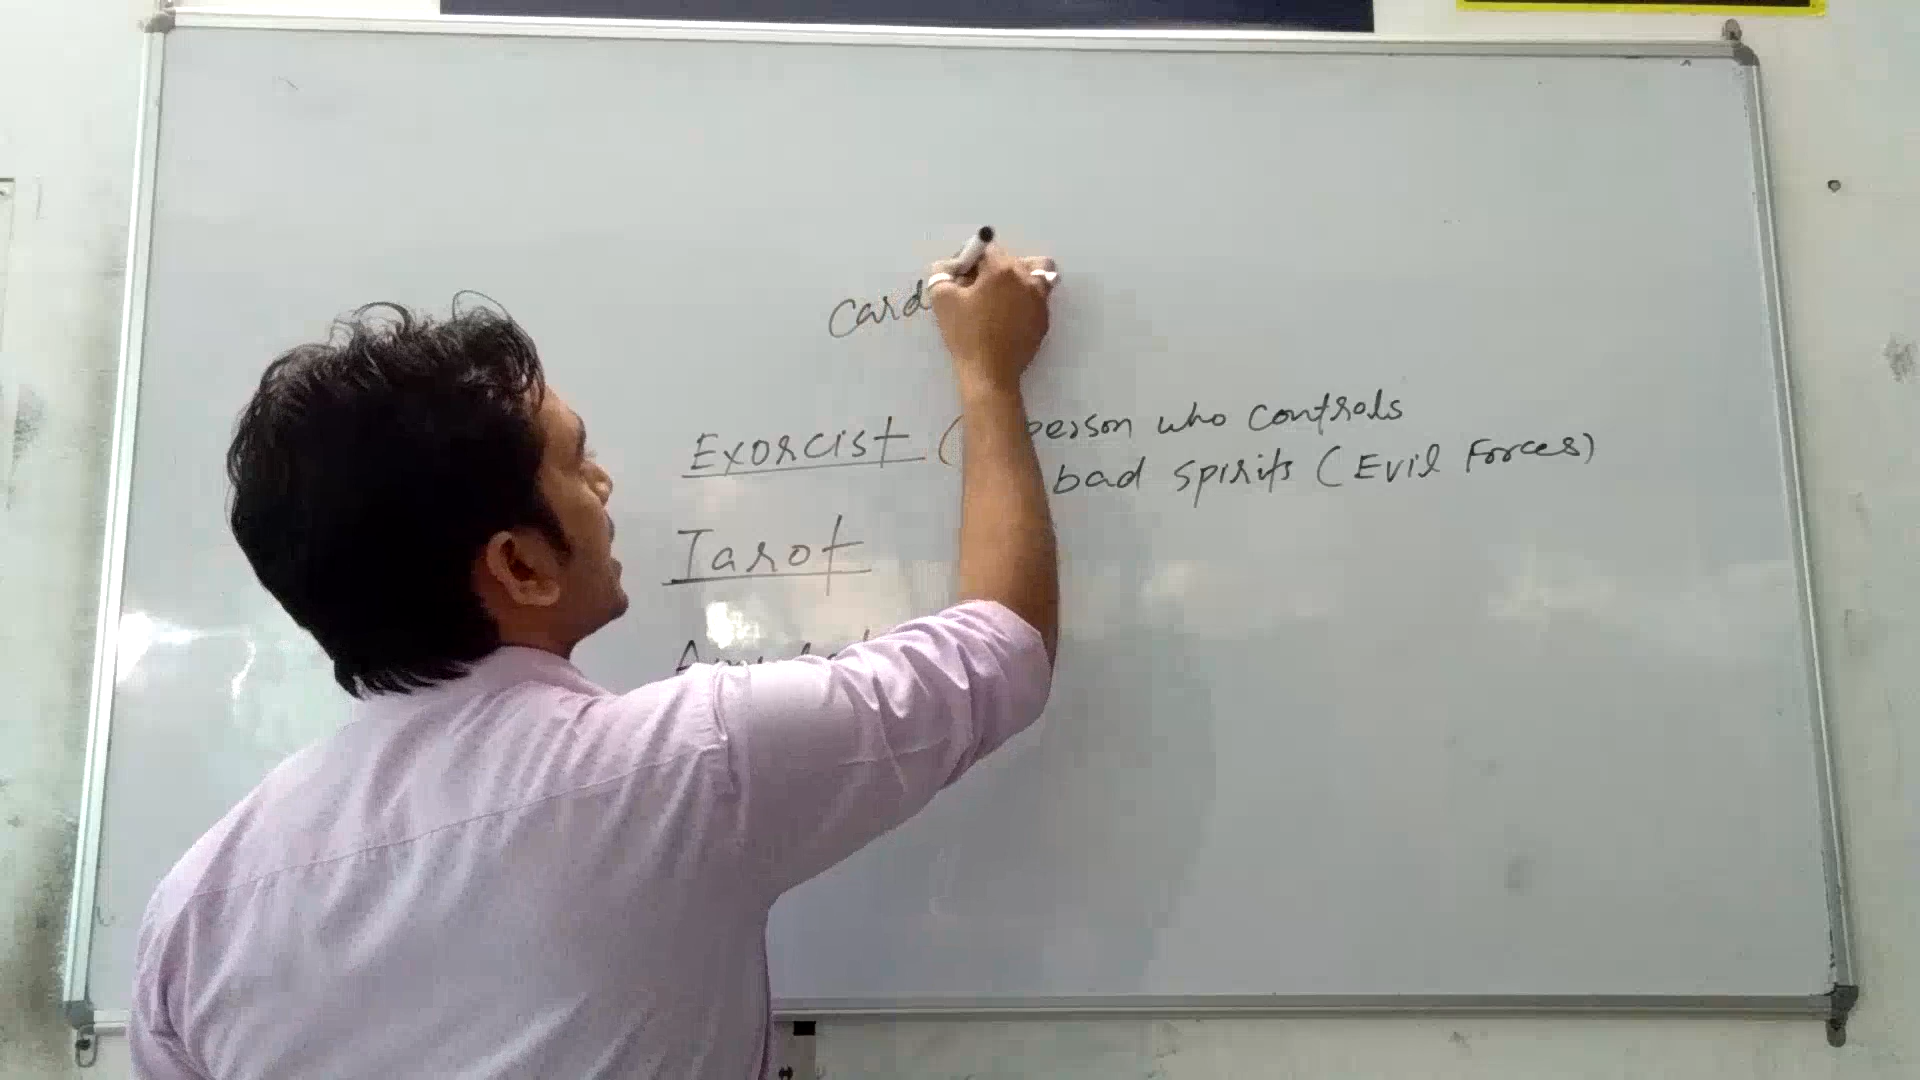 Card
Exorcist ( person who controls
bad spirits (Evil Forces)
Tarot